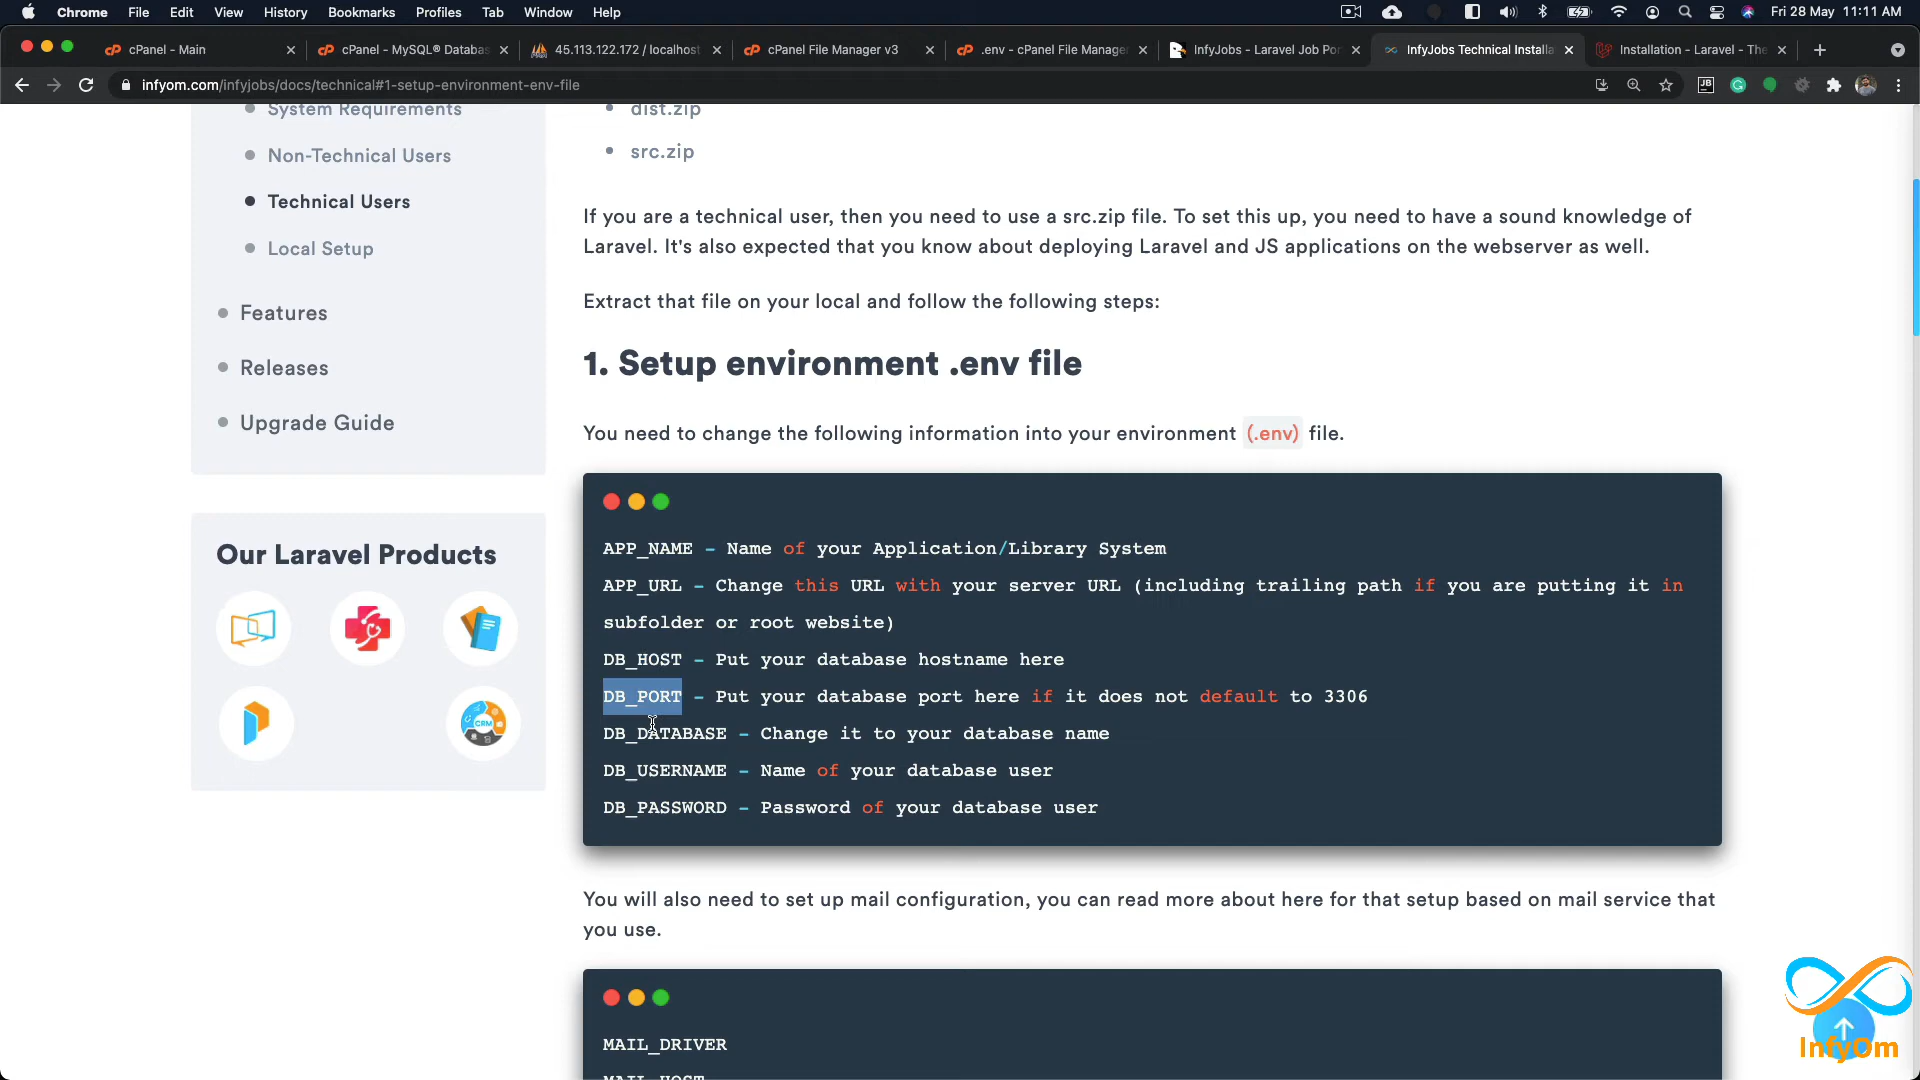 Chrome File Edit View History Bookmarks Profiles Tab Window Help Fri 28 May 11:11 AM
cPanel - Main
cPanel - MySQL® Databas
45.113.122.172 / localhost
cPanel File Manager v3
.env - cPanel File Manager
InfyJobs - Laravel Job Por
InfyJobs Technical Installa
Installation - Laravel - The
infyom.com/infyjobs/docs/technical#1-setup-environment-env-file
System Requirements
Non-Technical Users
Technical Users
Local Setup
Features
Releases
Upgrade Guide
Our Laravel Products
CRM
dist.zip
src.zip
If you are a technical user, then you need to use a src.zip file. To set this up, you need to have a sound knowledge of
Laravel. It's also expected that you know about deploying Laravel and JS applications on the webserver as well.
Extract that file on your local and follow the following steps:
1. Setup environment .env file
You need to change the following information into your environment (.env) file.
APP_NAME - Name of your Application/Library System
APP_URL - Change this URL with your server URL (including trailing path if you are putting it in
subfolder or root website)
DB_HOST - Put your database hostname here
DB_PORT - Put your database port here if it does not default to 3306
DB_DATABASE - Change it to your database name
DB_USERNAME - Name of your database user
DB_PASSWORD - Password of your database user
You will also need to set up mail configuration, you can read more about here for that setup based on mail service that
you use.
MAIL_DRIVER
MAIL_HOST
InfyOm